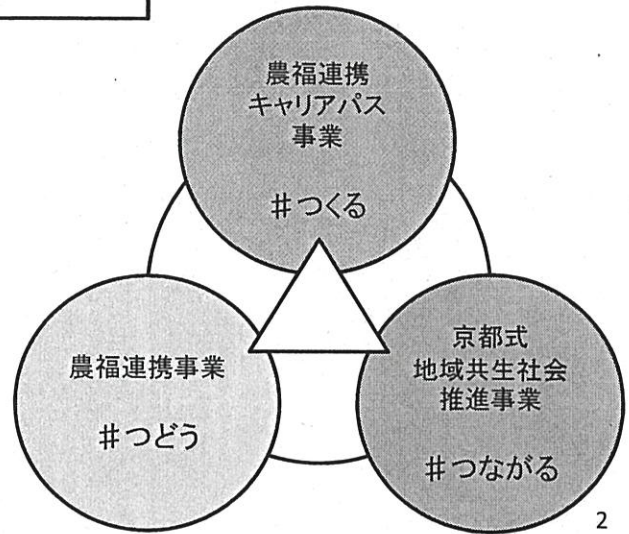 農福連携
キャリアパス
事業
#つくる
農福連携事業
#つどう
京都式
地域共生社会
推進事業
#つながる
2